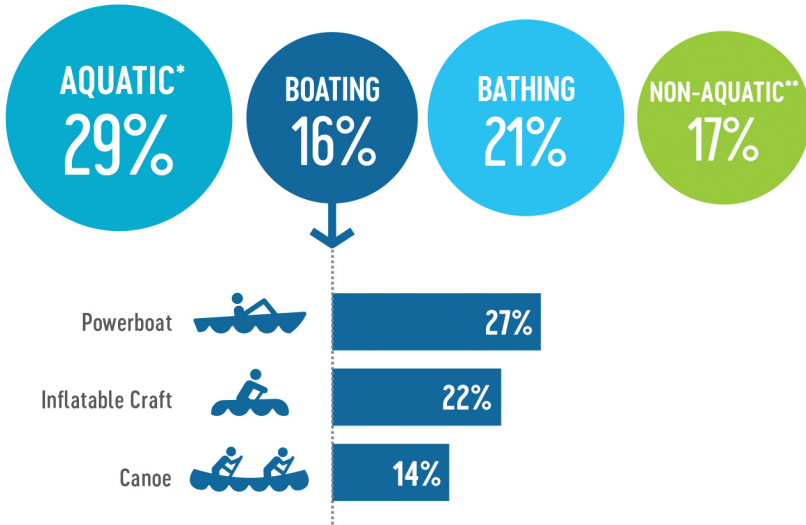 AQUATIC*
29%
BOATING
16%
BATHING
21%
NON-AQUATIC**
17%
Powerboat
27%
Inflatable Craft
22%
Canoe
14%